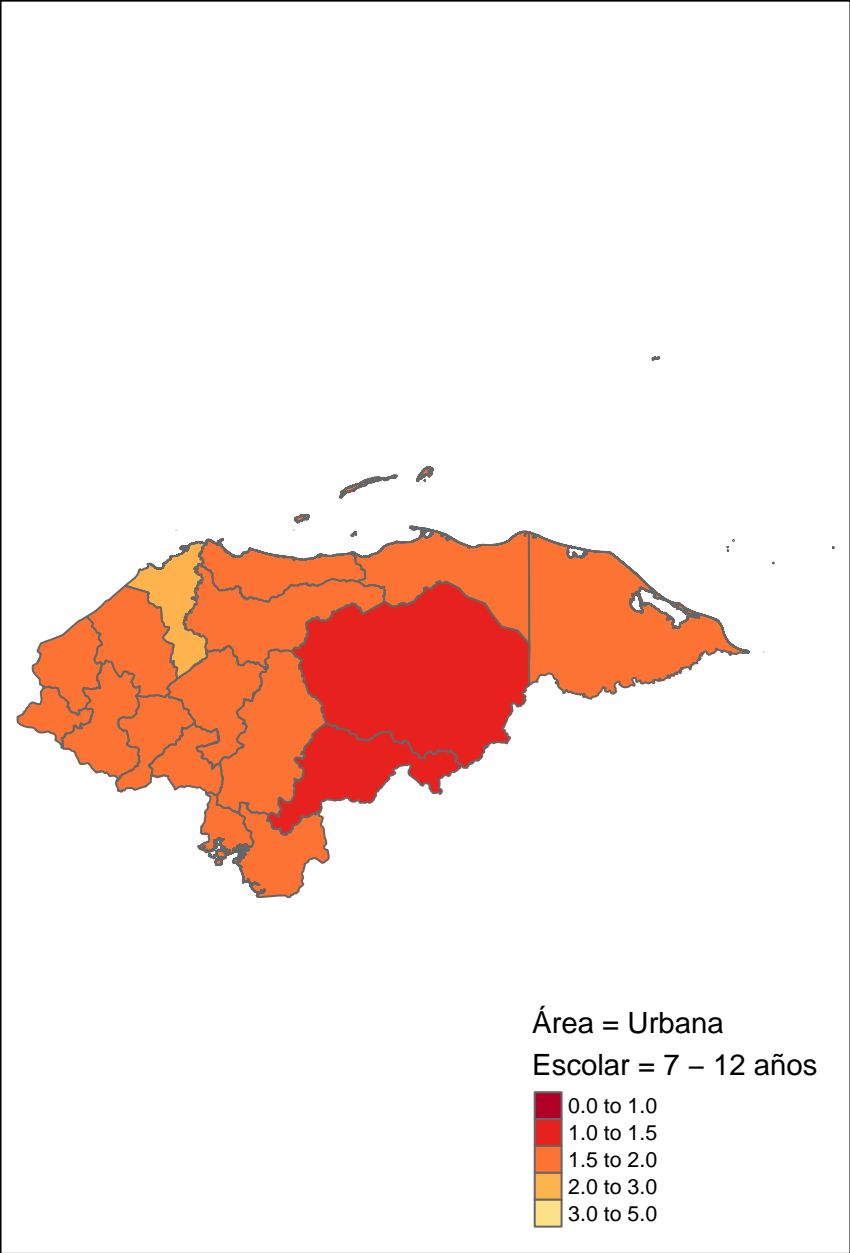 Área = Urbana
Escolar = 7 – 12 años
0.0 to 1.0
1.0 to 1.5
1.5 to 2.0
2.0 to 3.0
3.0 to 5.0